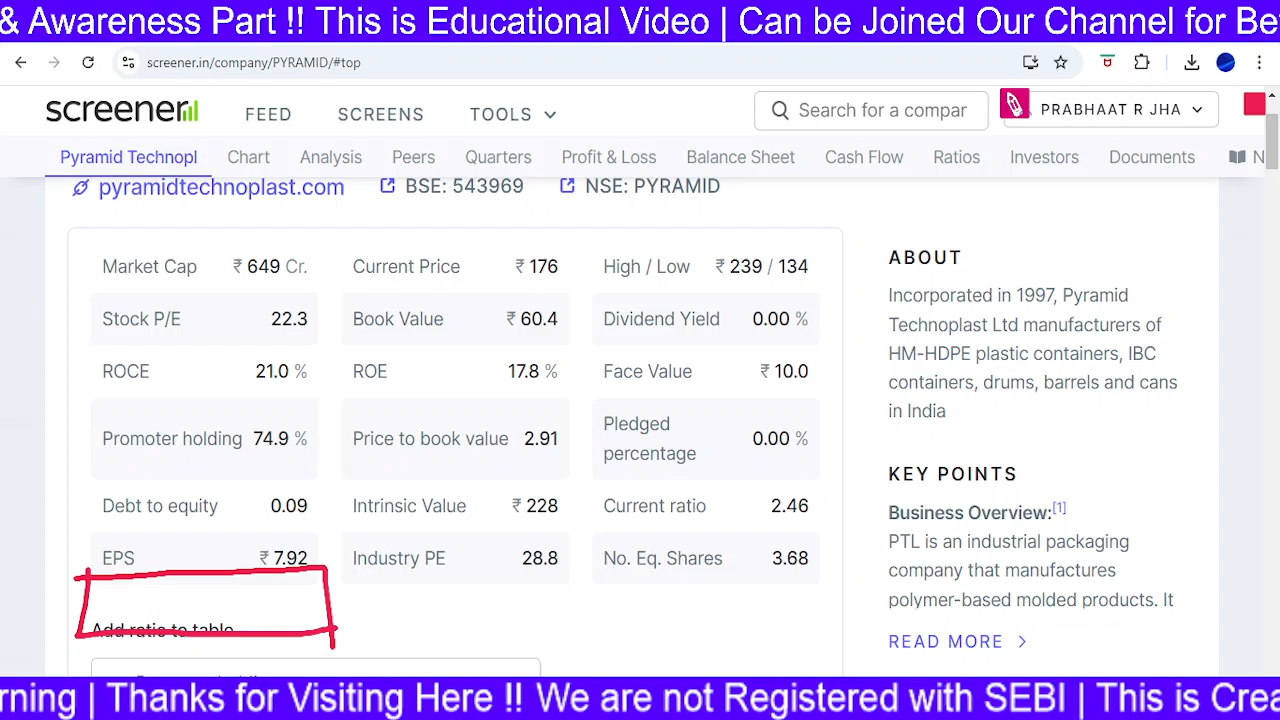 & Awareness Part !! This is Educational Video | Can be Joined Our Channel for Be
screener.in/company/PYRAMID/#top
screener
FEED
SCREENS
TOOLS
Search for a compar
PRABHAAT R JHA
Pyramid Technopl
Chart
Analysis
Peers
Quarters
Profit & Loss
Balance Sheet
Cash Flow
Ratios
Investors
Documents
N
pyramidtechnoplast.com
BSE: 543969
NSE: PYRAMID
Market Cap ₹ 649 Cr.
Current Price ₹ 176
High / Low ₹ 239 / 134
Stock P/E 22.3
Book Value ₹ 60.4
Dividend Yield 0.00 %
ROCE 21.0 %
ROE 17.8 %
Face Value ₹ 10.0
Promoter holding 74.9 %
Price to book value 2.91
Pledged
percentage 0.00 %
Debt to equity 0.09
Intrinsic Value ₹ 228
Current ratio 2.46
EPS ₹ 7.92
Industry PE 28.8
No. Eq. Shares 3.68
Add ratio to table
ABOUT
Incorporated in 1997, Pyramid
Technoplast Ltd manufacturers of
HM-HDPE plastic containers, IBC
containers, drums, barrels and cans
in India
KEY POINTS
Business Overview:[1]
PTL is an industrial packaging
company that manufactures
polymer-based molded products. It
READ MORE
rning | Thanks for Visiting Here !! We are not Registered with SEBI | This is Crea